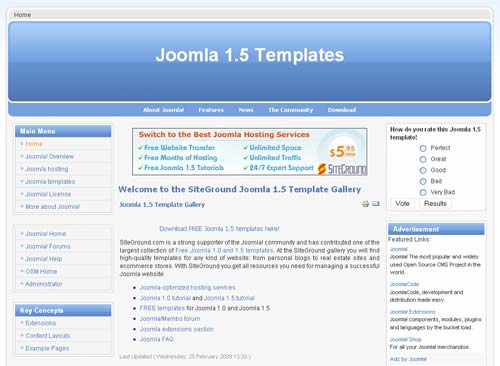 Home
Joomla 1.5 Templates
About Joomla! Features News The Community Download
Main Menu
Home
Joomla! Overview
Joomla hosting
Joomla templates
Joomla! License
More about Joomla!
Joomla! Home
Joomla! Forums
Joomla! Help
OSM Home
Administrator
Key Concepts
Extensions
Content Layouts
Example Pages
Switch to the Best Joomla Hosting Services
Free Website Transfer Unlimited Space
Free Months of Hosting Unlimited Traffic
Free Joomla 1.5 Tutorials 24/7 Expert Support
$5.95/mo
SITEGROUND
Welcome to the SiteGround Joomla 1.5 Template Gallery
Joomla 1.5 Template Gallery
Download FREE Joomla 1.5 templates here!
SiteGround.com is a strong supporter of the Joomla! community and has contributed one of the
largest collection of Free Joomla 1.0 and 1.5 templates. At the SiteGround gallery you will find
high-quality templates for any kind of website: from personal blogs to real estate sites and
ecommerce stores. With SiteGround you get all resources you need for managing a successful
Joomla website:
Joomla-optimized hosting services
Joomla 1.0 tutorial and Joomla 1.5 tutorial
FREE templates for Joomla 1.0 and Joomla 1.5
Joomla/Mambo forum
Joomla extensions section
Joomla FAQ
Last Updated ( Wednesday, 25 February 2009 13:33 )
How do you rate this Joomla 1.5
template!
Perfect
Great
Good
Bad
Very Bad
Vote Results
Advertisement
Featured Links:
Joomla!
Joomla! The most popular and widely
used Open Source CMS Project in the
world.
JoomlaCode
JoomlaCode, development and
distribution made easy.
Joomla! Extensions
Joomla! components, modules, plugins
and languages by the bucket load.
Joomla! Shop
For all your Joomla! merchandise.
Ads by Joomla!